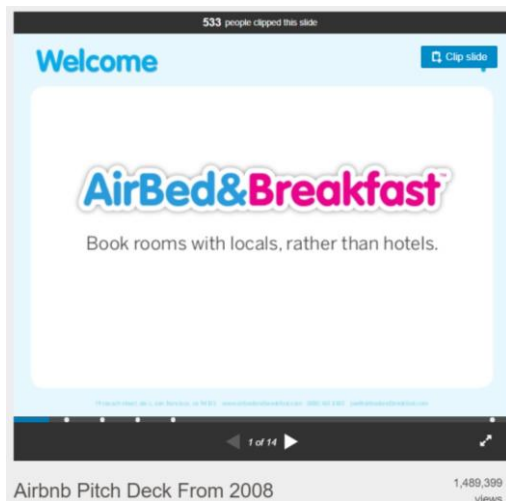 533 people clipped this slide
Welcome
Clip slide
AirBed&Breakfast™
Book rooms with locals, rather than hotels.
1 of 14
Airbnb Pitch Deck From 2008
1,489,399
views